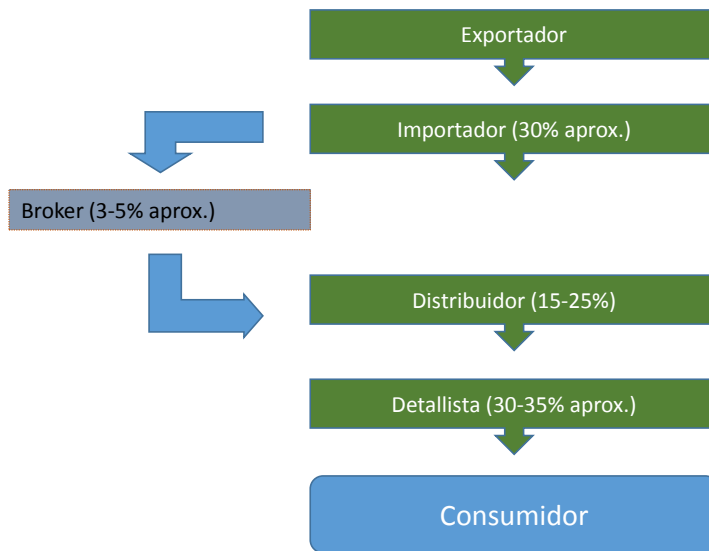 Exportador
Importador (30% aprox.)
Broker (3-5% aprox.)
Distribuidor (15-25%)
Detallista (30-35% aprox.)
Consumidor